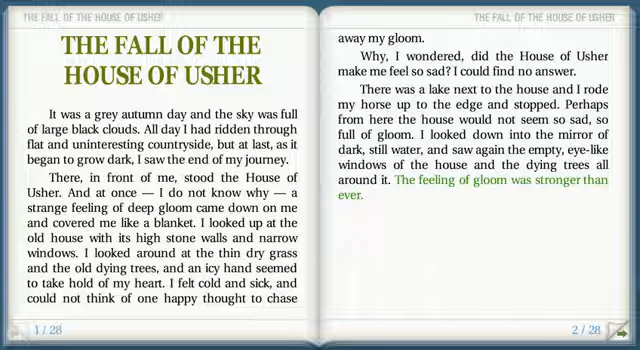 THE FALL OF THE HOUSE OF USHER
THE FALL OF THE
HOUSE OF USHER
It was a grey autumn day and the sky was full
of large black clouds. All day I had ridden through
flat and uninteresting countryside, but at last, as it
began to grow dark, I saw the end of my journey.
There, in front of me, stood the House of
Usher. And at once — I do not know why — a
strange feeling of deep gloom came down on me
and covered me like a blanket. I looked up at the
old house with its high stone walls and narrow
windows. I looked around at the thin dry grass
and the old dying trees, and an icy hand seemed
to take hold of my heart. I felt cold and sick, and
could not think of one happy thought to chase
1 / 28
THE FALL OF THE HOUSE OF USHER
away my gloom.
Why, I wondered, did the House of Usher
make me feel so sad? I could find no answer.
There was a lake next to the house and I rode
my horse up to the edge and stopped. Perhaps
from here the house would not seem so sad, so
full of gloom. I looked down into the mirror of
dark, still water, and saw again the empty, eye-like
windows of the house and the dying trees all
around it. The feeling of gloom was stronger than
ever.
2 / 28